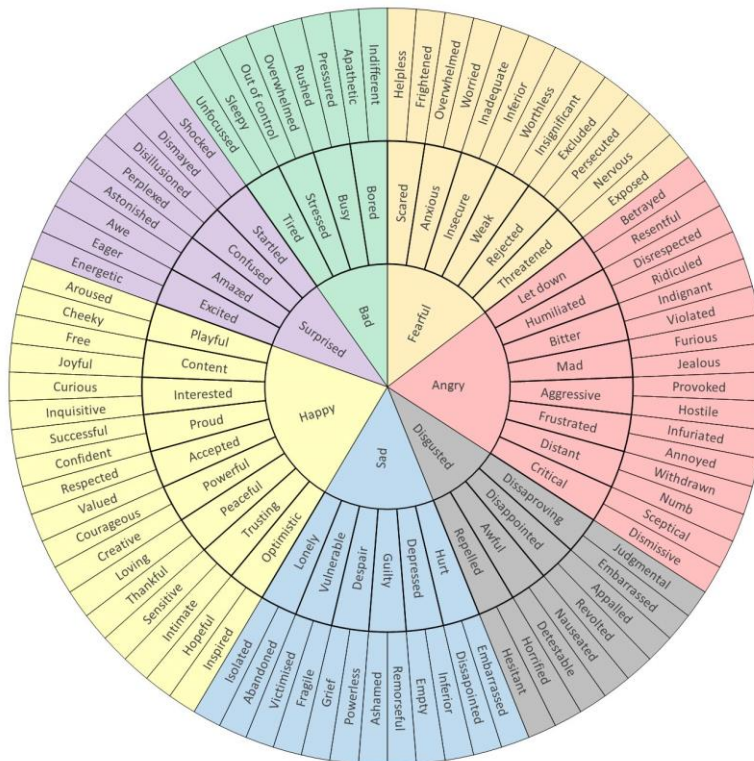 Fearful
Angry
Disgusted
Sad
Happy
Surprised
Bad
Scared
Anxious
Insecure
Weak
Rejected
Threatened
Let down
Humiliated
Bitter
Mad
Aggressive
Frustrated
Distant
Critical
Dissaproving
Disappointed
Awful
Repelled
Hurt
Depressed
Guilty
Despair
Vulnerable
Lonely
Optimistic
Trusting
Peaceful
Powerful
Accepted
Proud
Interested
Content
Playful
Excited
Amazed
Confused
Startled
Tired
Stressed
Busy
Bored
Helpless
Frightened
Overwhelmed
Worried
Inadequate
Inferior
Worthless
Insignificant
Excluded
Persecuted
Nervous
Exposed
Betrayed
Resentful
Disrespected
Ridiculed
Indignant
Violated
Furious
Jealous
Provoked
Hostile
Infuriated
Annoyed
Withdrawn
Numb
Sceptical
Dismissive
Judgmental
Embarrassed
Appalled
Revolted
Nauseated
Detestable
Horrified
Hesitant
Embarrassed
Dissapointed
Inferior
Empty
Remorseful
Ashamed
Powerless
Grief
Fragile
Victimised
Abandoned
Isolated
Inspired
Hopeful
Intimate
Sensitive
Thankful
Loving
Creative
Courageous
Valued
Respected
Confident
Successful
Inquisitive
Curious
Joyful
Free
Cheeky
Aroused
Energetic
Eager
Awe
Astonished
Perplexed
Disillusioned
Dismayed
Shocked
Unfocussed
Sleepy
Out of control
Overwhelmed
Rushed
Pressured
Apathetic
Indifferent